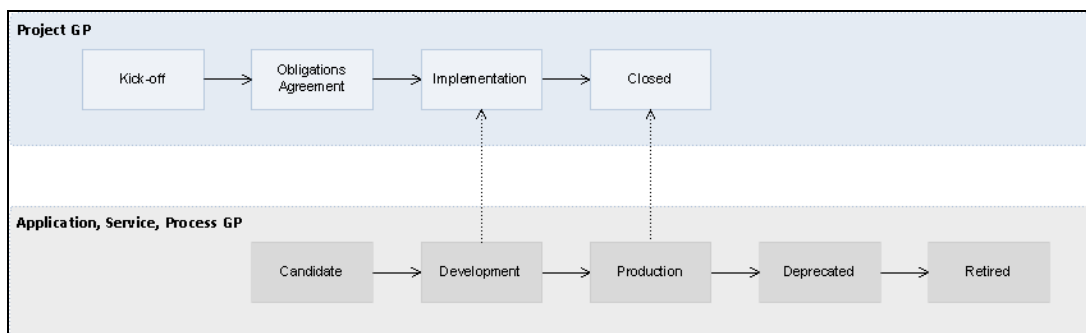 Project GP
Kick-off
Obligations
Agreement
Implementation
Closed
Application, Service, Process GP
Candidate
Development
Production
Deprecated
Retired